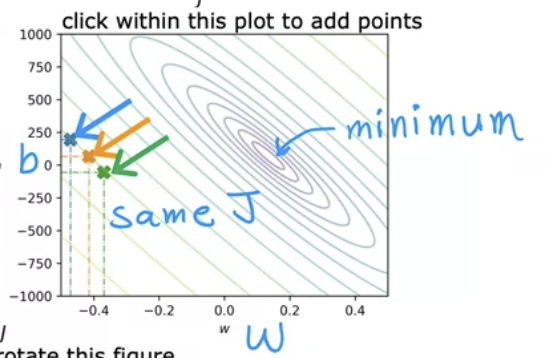 click within this plot to add points
1000
750
500
250
0
−250
−500
−750
−1000
b
minimum
same J
−0.4 −0.2 0.0 0.2 0.4
w
W
rotate this figure